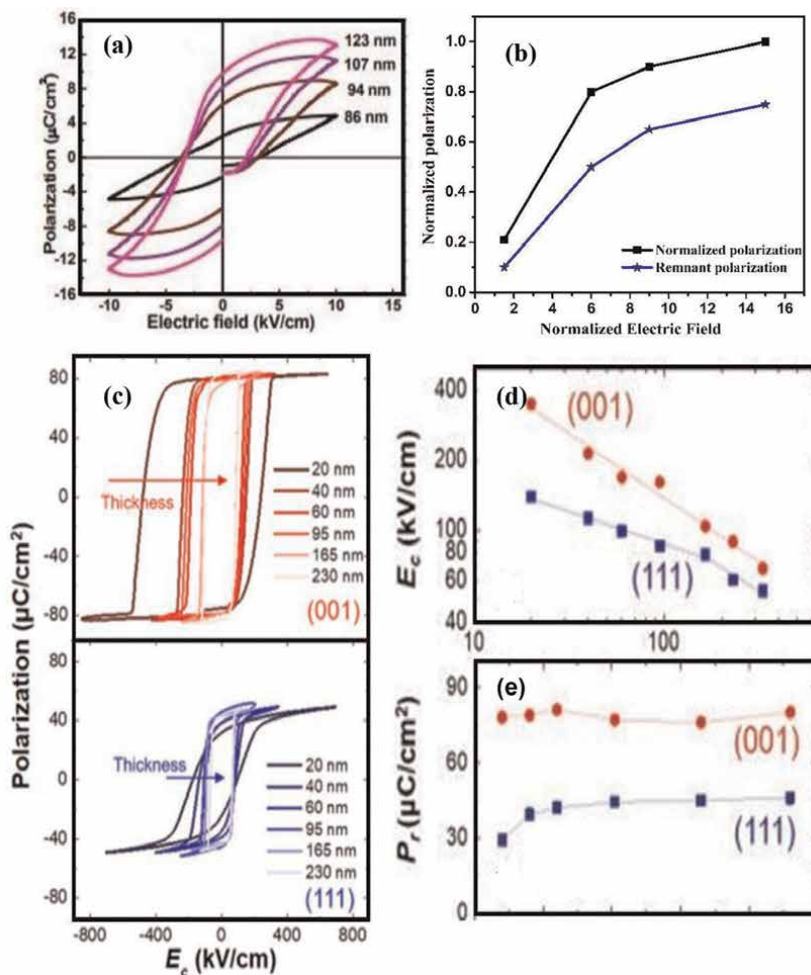 (a)
16
12
8
4
0
-4
-8
-12
16
Polarization (μC/cm²)
123 nm
107 nm
94 nm
86 nm
-10 -5 0 5 10 15
Electric field (kV/cm)
(b)
1.0
0.8
0.6
0.4
0.2
0.0
Normalized polarization
Normalized polarization
Remnant polarization
0 2 4 6 8 10 12 14 16
Normalized Electric Field
(c)
80
40
0
-40
-80
Thickness
20 nm
40 nm
60 nm
95 nm
165 nm
230 nm
(001)
Polarization (μC/cm²)
80
40
0
-40
-80
Thickness
20 nm
40 nm
60 nm
95 nm
165 nm
230 nm
(111)
-800 -400 0 400 800
E_c (kV/cm)
(d)
400
200
100
80
60
40
E_c (kV/cm)
(001)
(111)
10 100
(e)
90
60
30
0
P_r (μC/cm²)
(001)
(111)